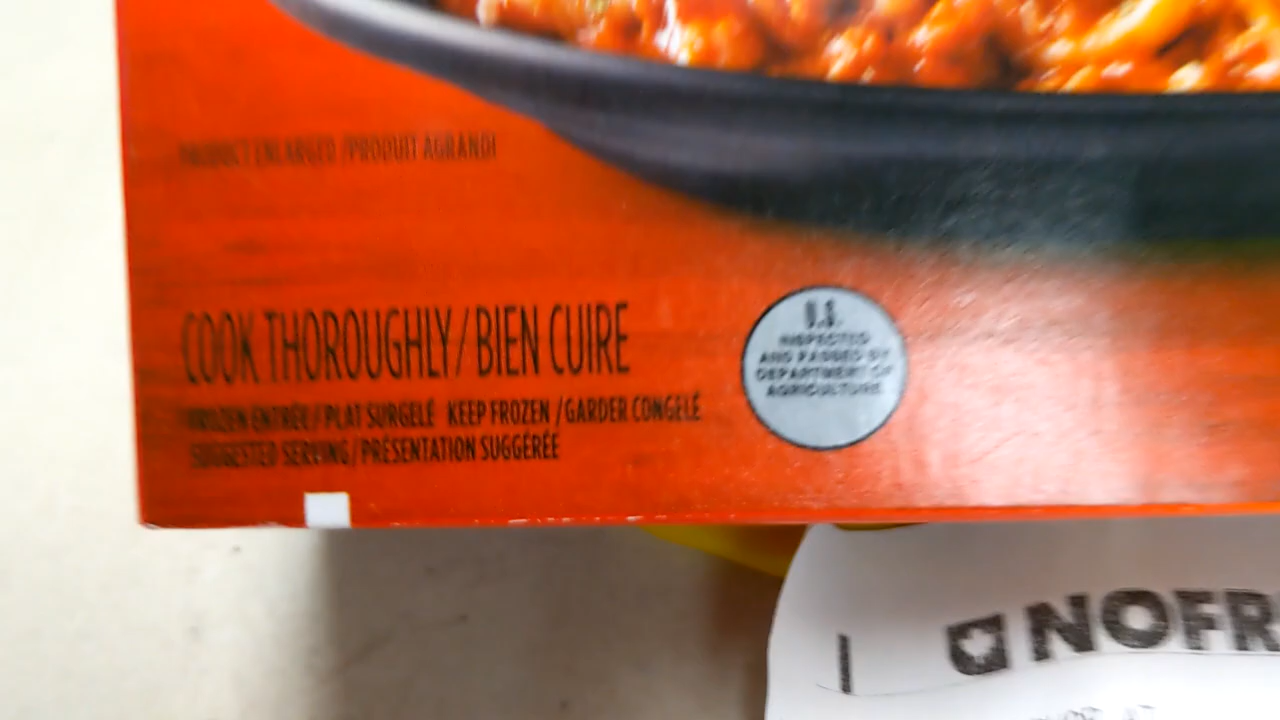 PRODUCT ENLARGED /PRODUIT AGRANDI
COOK THOROUGHLY/BIEN CUIRE
FROZEN ENTRÉE/PLAT SURGELÉ KEEP FROZEN /GARDER CONGELÉ
SUGGESTED SERVING/PRÉSENTATION SUGGÉRÉE
U.S.
INSPECTED
AND PASSED BY
DEPARTMENT OF
AGRICULTURE
NOFR